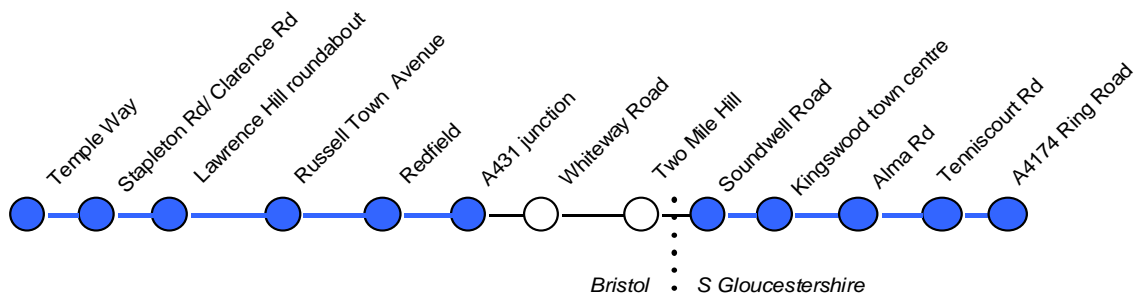 Temple Way
Stapleton Rd/ Clarence Rd
Lawrence Hill roundabout
Russell Town Avenue
Redfield
A431 junction
Whiteway Road
Two Mile Hill
Soundwell Road
Kingswood town centre
Alma Rd
Tenniscourt Rd
A4174 Ring Road
Bristol
S Gloucestershire